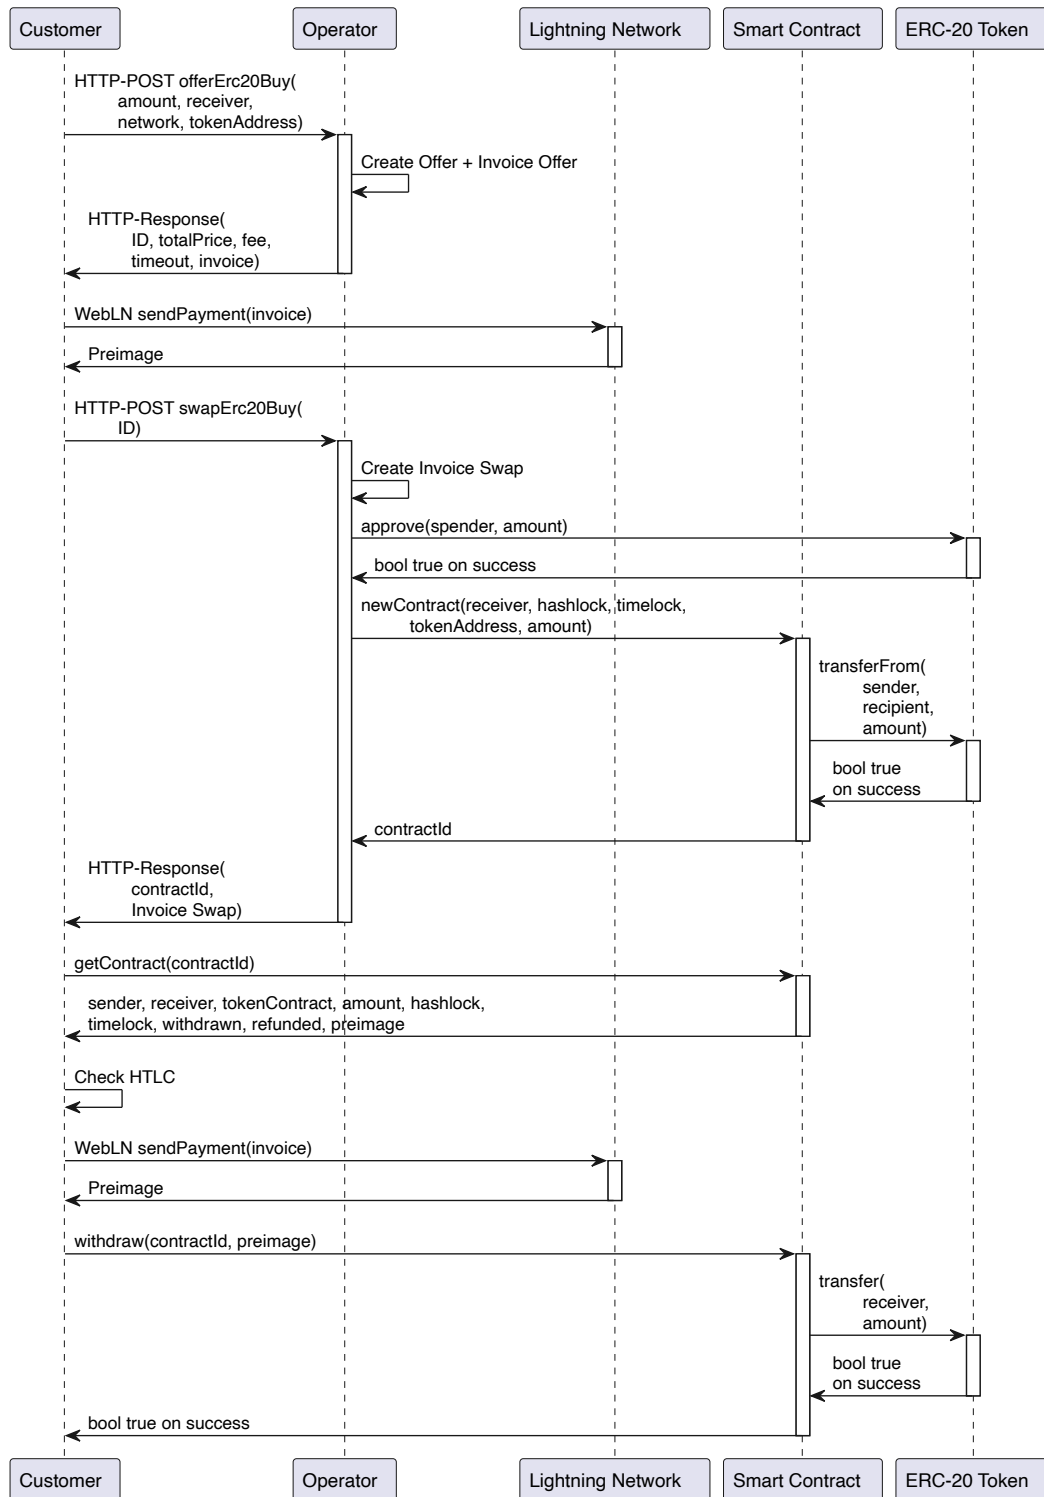 Customer
Operator
Lightning Network
Smart Contract
ERC-20 Token
HTTP-POST offerErc20Buy(
amount, receiver,
network, tokenAddress)
Create Offer + Invoice Offer
HTTP-Response(
ID, totalPrice, fee,
timeout, invoice)
WebLN sendPayment(invoice)
Preimage
HTTP-POST swapErc20Buy(
ID)
Create Invoice Swap
approve(spender, amount)
bool true on success
newContract(receiver, hashlock, timelock,
tokenAddress, amount)
transferFrom(
sender,
recipient,
amount)
bool true
on success
contractId
HTTP-Response(
contractId,
Invoice Swap)
getContract(contractId)
sender, receiver, tokenContract, amount, hashlock,
timelock, withdrawn, refunded, preimage
Check HTLC
WebLN sendPayment(invoice)
Preimage
withdraw(contractId, preimage)
transfer(
receiver,
amount)
bool true
on success
bool true on success
Customer
Operator
Lightning Network
Smart Contract
ERC-20 Token